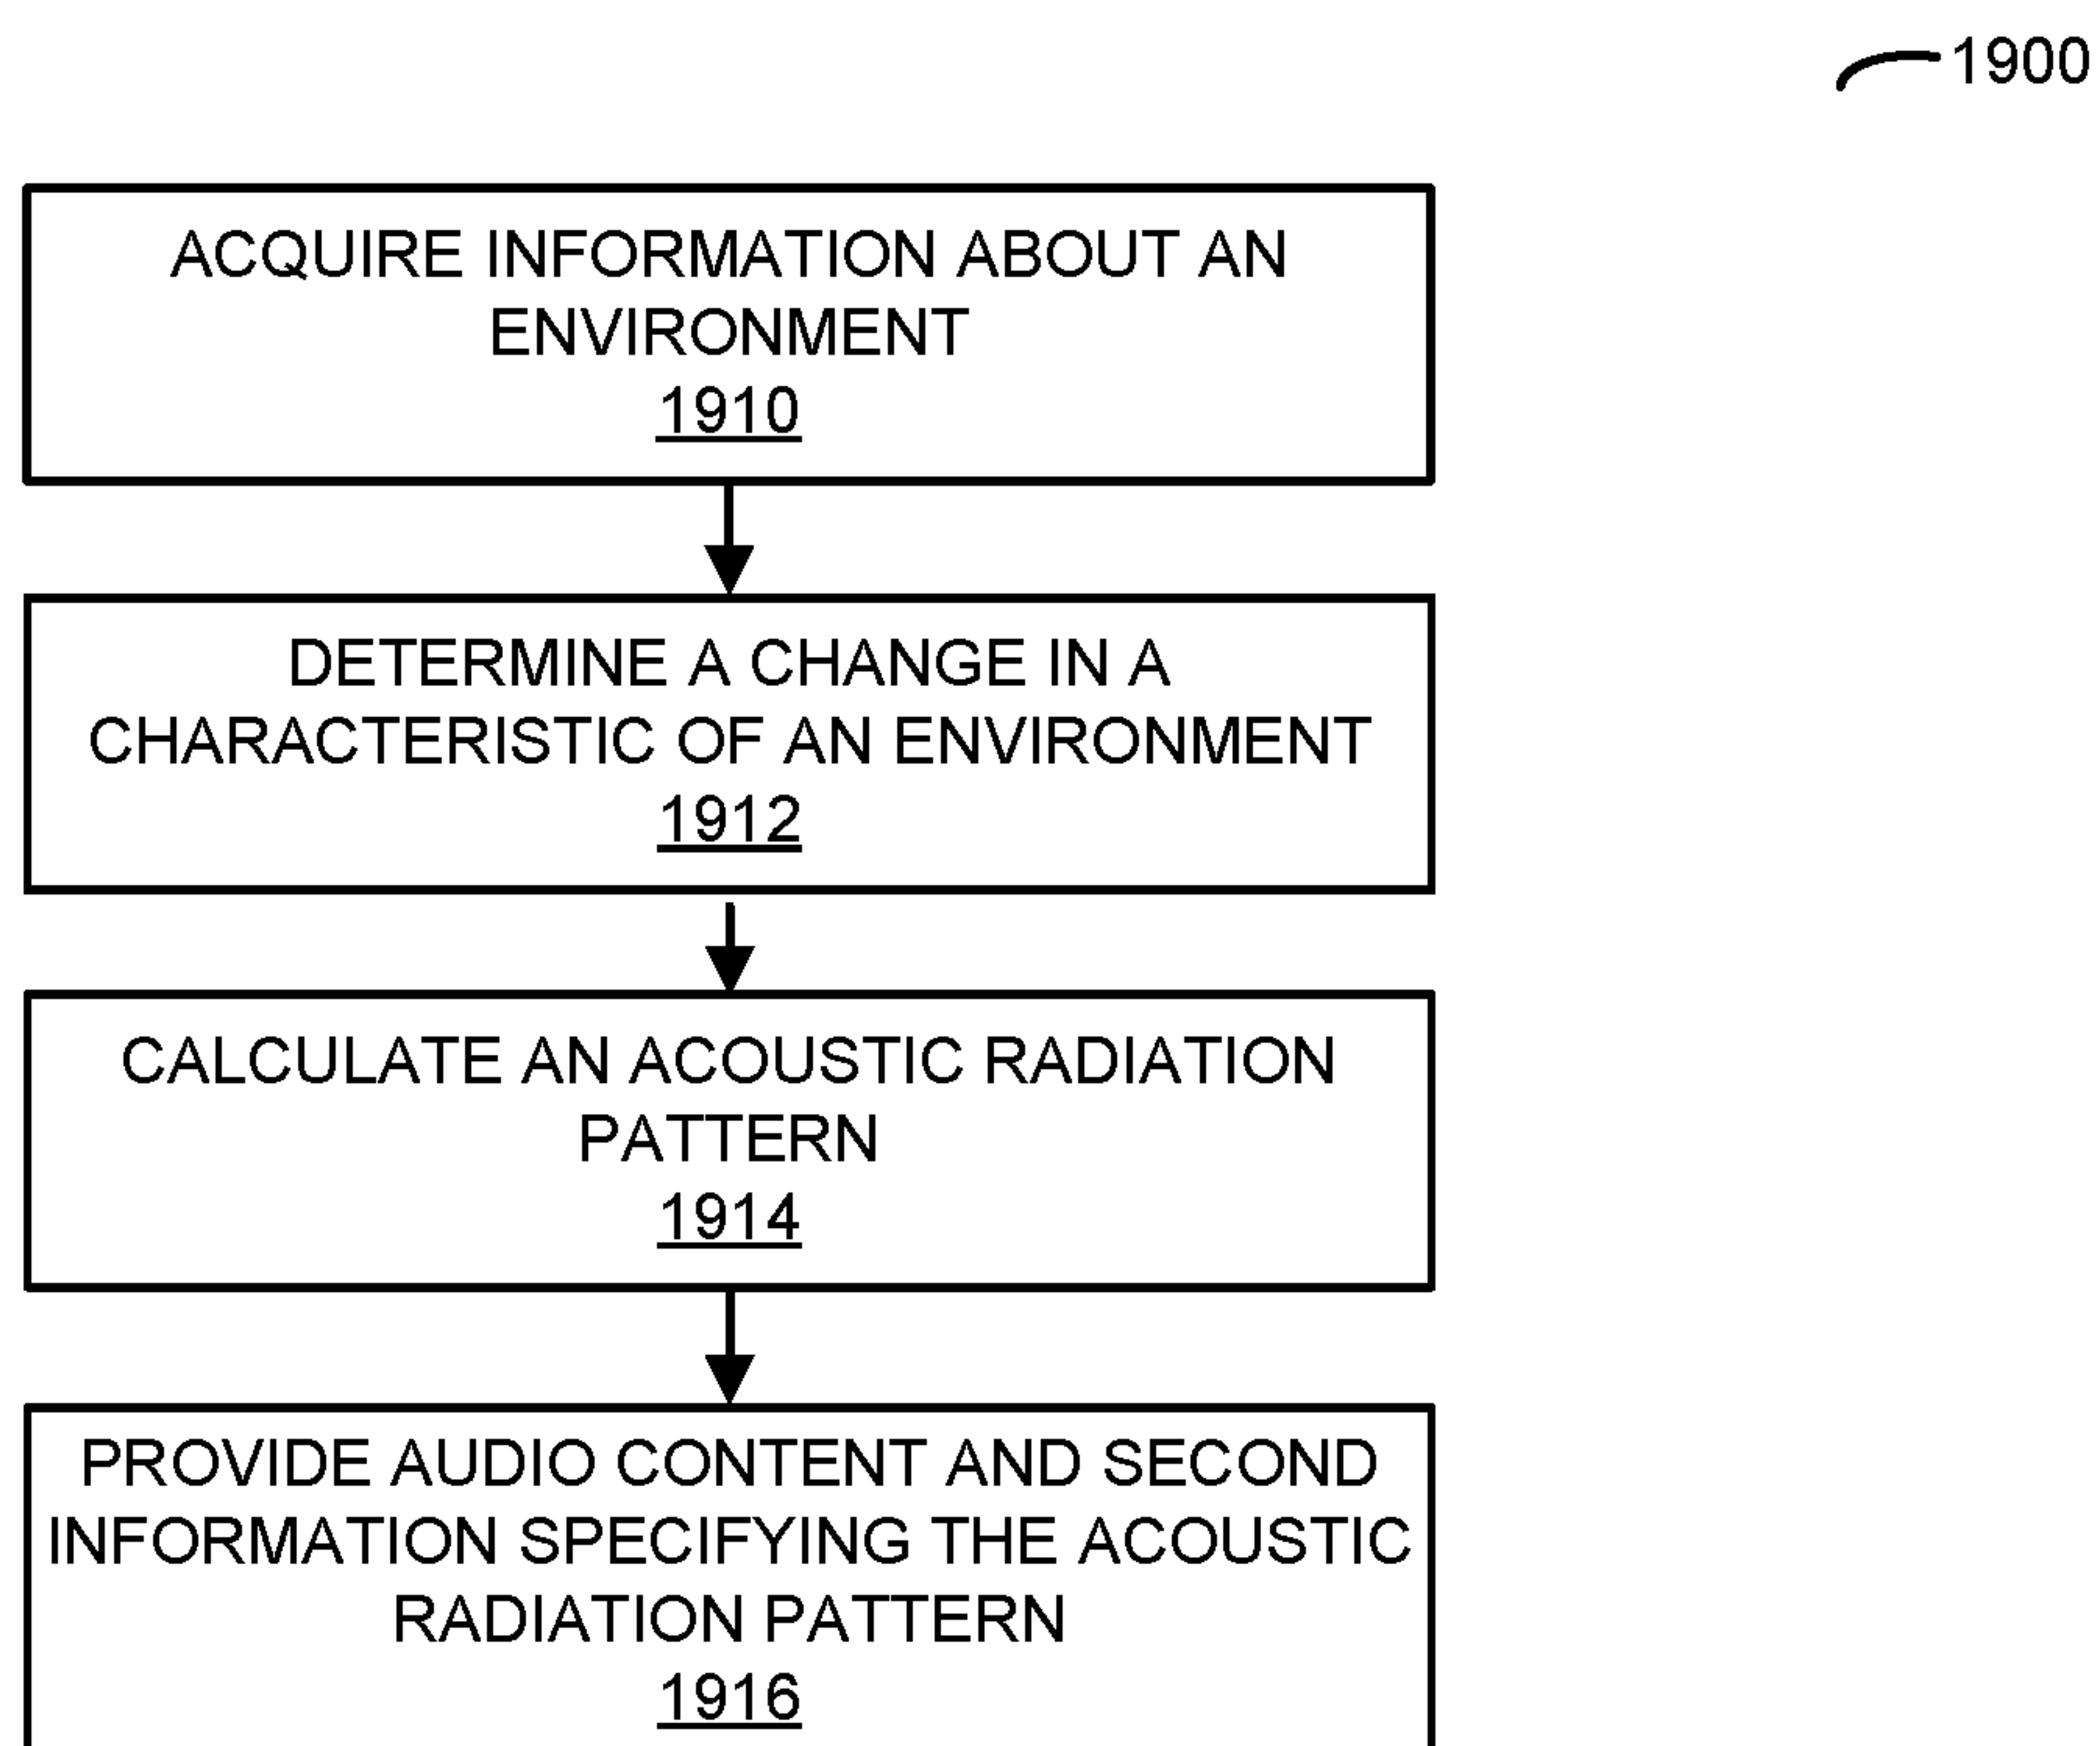 1900
ACQUIRE INFORMATION ABOUT AN
ENVIRONMENT
1910
DETERMINE A CHANGE IN A
CHARACTERISTIC OF AN ENVIRONMENT
1912
CALCULATE AN ACOUSTIC RADIATION
PATTERN
1914
PROVIDE AUDIO CONTENT AND SECOND
INFORMATION SPECIFYING THE ACOUSTIC
RADIATION PATTERN
1916